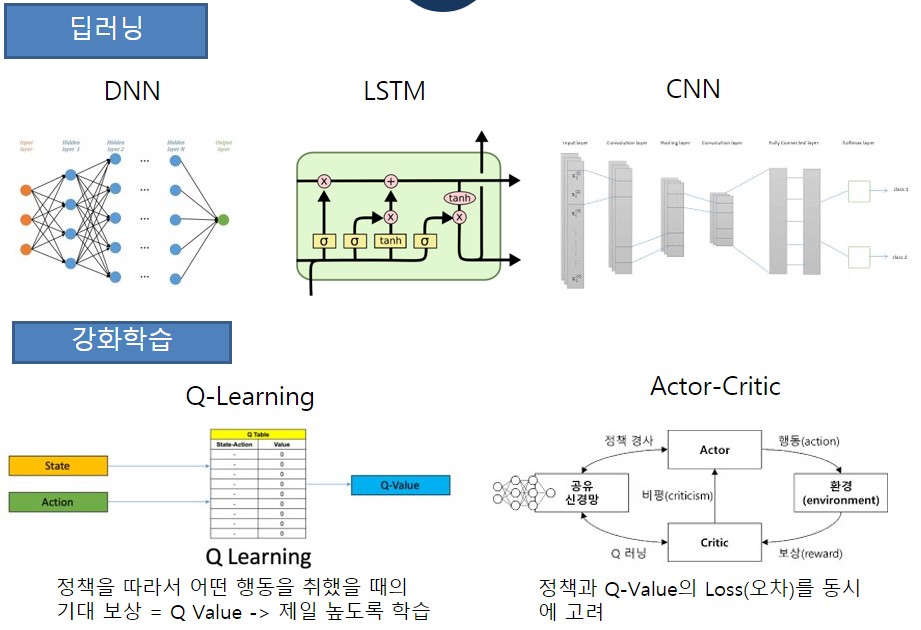 딥러닝
DNN
LSTM
CNN
Input layer
Hidden layer 1
Hidden layer 2
Hidden layer N
Output layer
...
...
...
...
...
x
+
tanh
x
x
σ
σ
tanh
σ
Input layer
Convolution layer
Pooling layer
Convolution layer
Fully Connected layer
Softmax layer
class 1
class 2
강화학습
Q-Learning
Q Table
State-Action
Value
-
0
-
0
-
0
-
0
-
0
-
0
-
0
-
0
-
0
State
Action
Q-Value
Q Learning
정책을 따라서 어떤 행동을 취했을 때의
기대 보상 = Q Value -> 제일 높도록 학습
Actor-Critic
정책 경사
Actor
행동(action)
공유
신경망
비평(criticism)
환경
(environment)
Q 러닝
Critic
보상(reward)
정책과 Q-Value의 Loss(오차)를 동시
에 고려